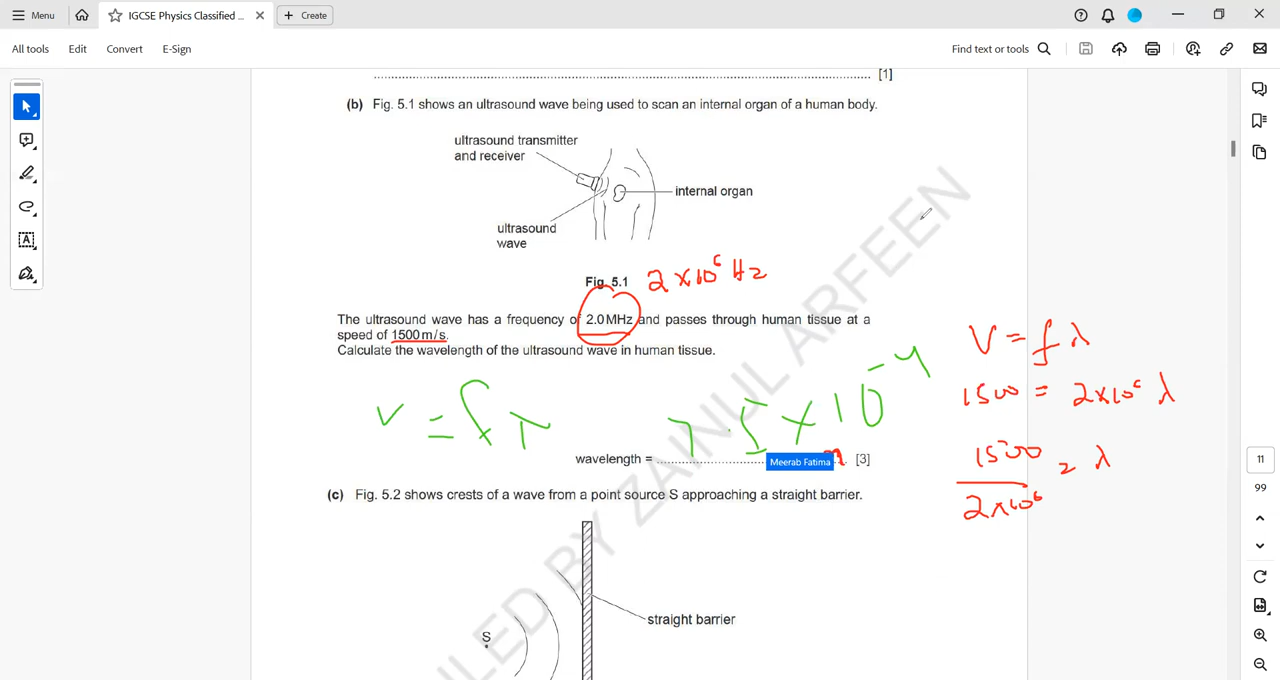 Menu
IGCSE Physics Classified ...
Create
All tools Edit Convert E-Sign
Find text or tools
[1]
(b) Fig. 5.1 shows an ultrasound wave being used to scan an internal organ of a human body.
ultrasound transmitter
and receiver
internal organ
ultrasound
wave
Fig. 5.1
2×10⁶ Hz
The ultrasound wave has a frequency of 2.0 MHz and passes through human tissue at a
speed of 1500 m/s.
Calculate the wavelength of the ultrasound wave in human tissue.
V = fλ
1500 = 2×10⁶ λ
1500
2×10⁶
= λ
v = f
.5 × 10⁻⁴
wavelength = .......... m [3]
Meerab Fatima
(c) Fig. 5.2 shows crests of a wave from a point source S approaching a straight barrier.
straight barrier
S
SOLVED BY ZAINUL ARFEEN
11
99